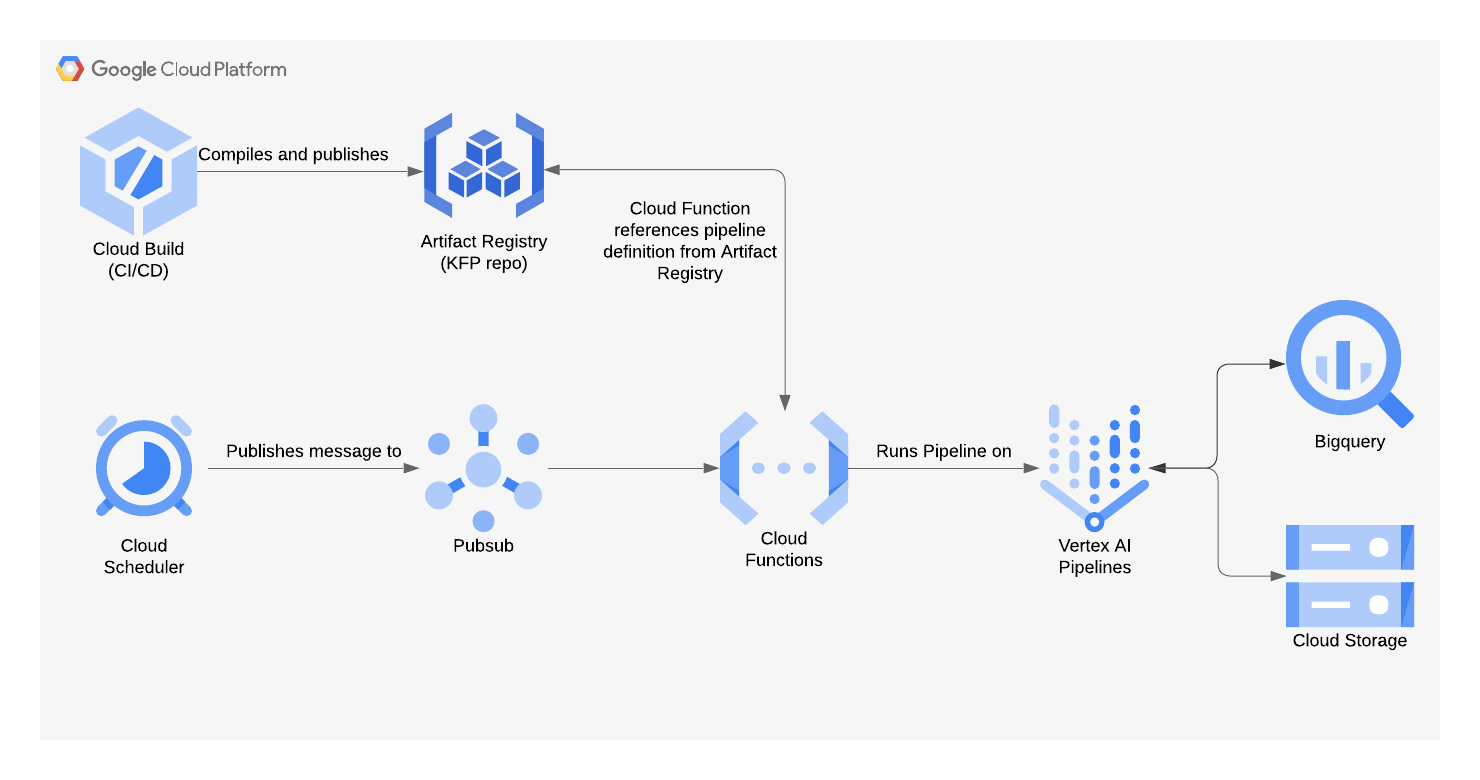 Google Cloud Platform
Compiles and publishes
Cloud Build
(CI/CD)
Artifact Registry
(KFP repo)
Cloud Function
references pipeline
definition from Artifact
Registry
Publishes message to
Cloud
Scheduler
Pubsub
Cloud
Functions
Runs Pipeline on
Vertex AI
Pipelines
Bigquery
Cloud Storage